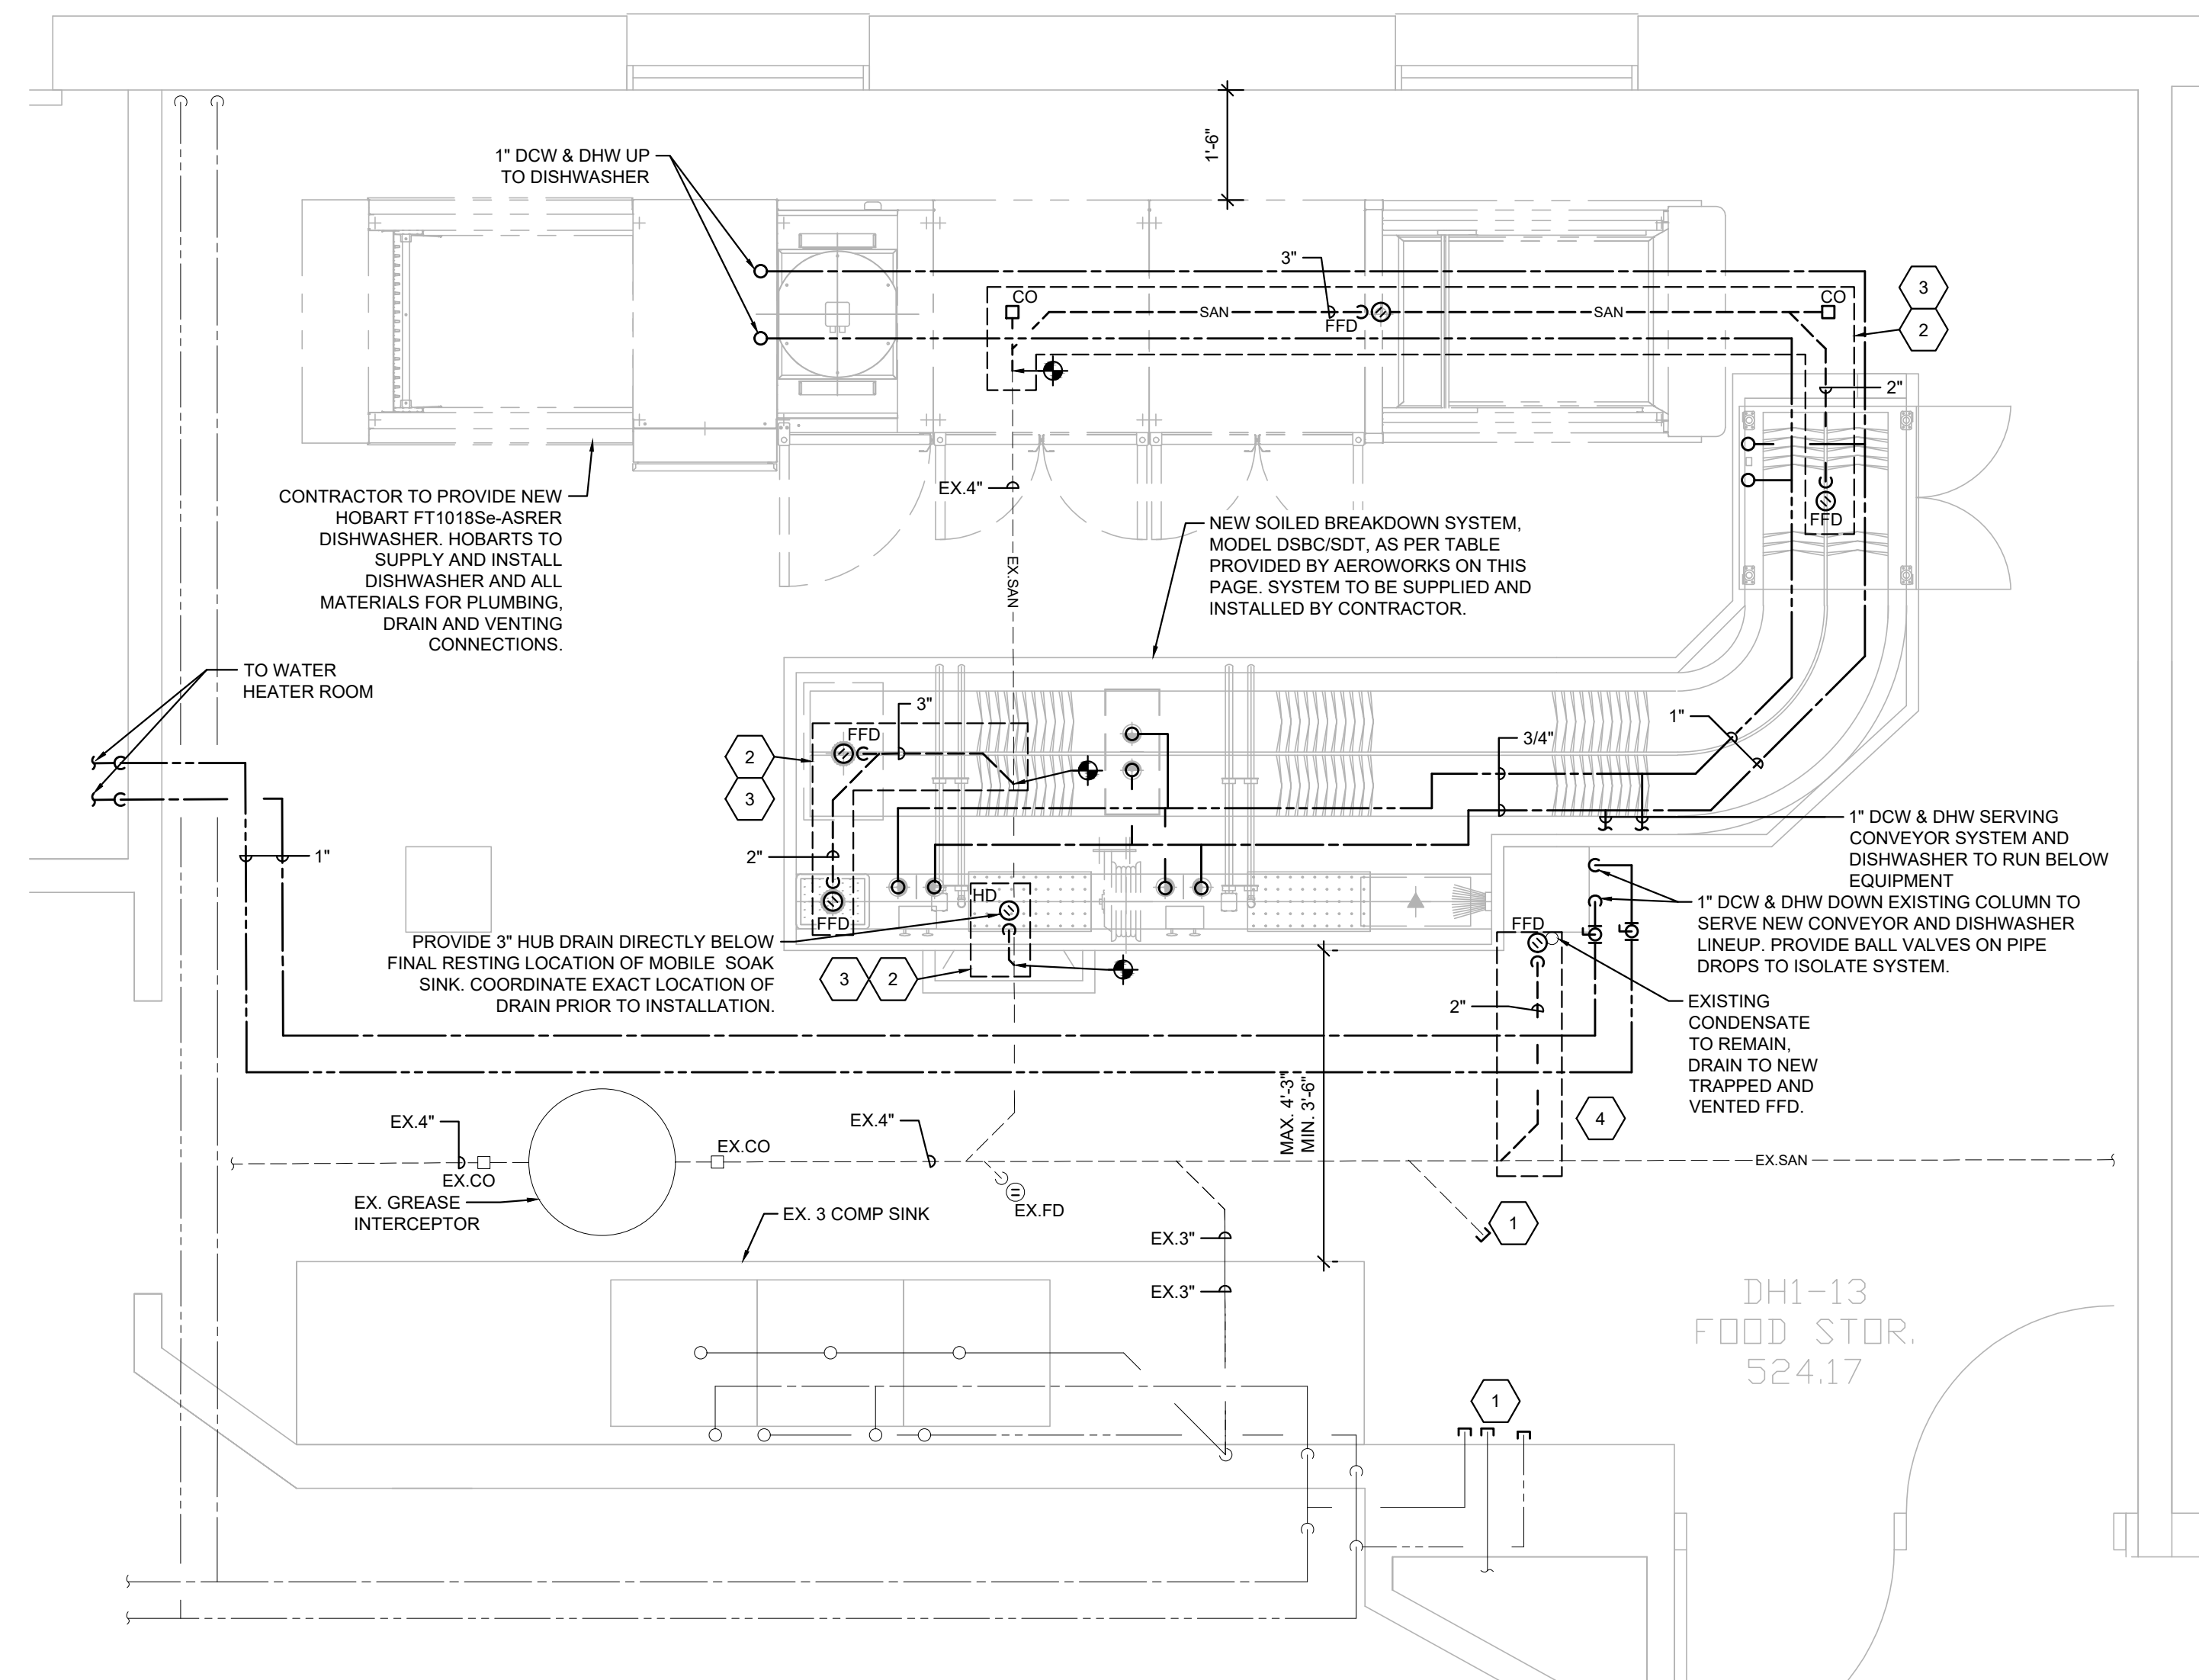 1'-6"
1" DCW & DHW UP
TO DISHWASHER
3"
CO
SAN
FFD
SAN
CO
3
2
2"
FFD
CONTRACTOR TO PROVIDE NEW
HOBART FT1018Se-ASRER
DISHWASHER. HOBARTS TO
SUPPLY AND INSTALL
DISHWASHER AND ALL
MATERIALS FOR PLUMBING,
DRAIN AND VENTING
CONNECTIONS.
EX.4"
EX.SAN
NEW SOILED BREAKDOWN SYSTEM,
MODEL DSBC/SDT, AS PER TABLE
PROVIDED BY AEROWORKS ON THIS
PAGE. SYSTEM TO BE SUPPLIED AND
INSTALLED BY CONTRACTOR.
TO WATER
HEATER ROOM
3"
FFD
2
3
2"
FFD
1"
3/4"
1"
HD
1" DCW & DHW SERVING
CONVEYOR SYSTEM AND
DISHWASHER TO RUN BELOW
EQUIPMENT
1" DCW & DHW DOWN EXISTING COLUMN TO
SERVE NEW CONVEYOR AND DISHWASHER
LINEUP. PROVIDE BALL VALVES ON PIPE
DROPS TO ISOLATE SYSTEM.
PROVIDE 3" HUB DRAIN DIRECTLY BELOW
FINAL RESTING LOCATION OF MOBILE SOAK
SINK. COORDINATE EXACT LOCATION OF
DRAIN PRIOR TO INSTALLATION.
3
2
FFD
2"
EXISTING
CONDENSATE
TO REMAIN,
DRAIN TO NEW
TRAPPED AND
VENTED FFD.
MAX. 4'-3"
MIN. 3'-6"
4
EX.4"
EX.CO
EX.CO
EX.4"
EX. GREASE
INTERCEPTOR
EX.FD
EX.SAN
EX. 3 COMP SINK
EX.3"
EX.3"
1
DH1-13
FOOD STOR.
524.17
1